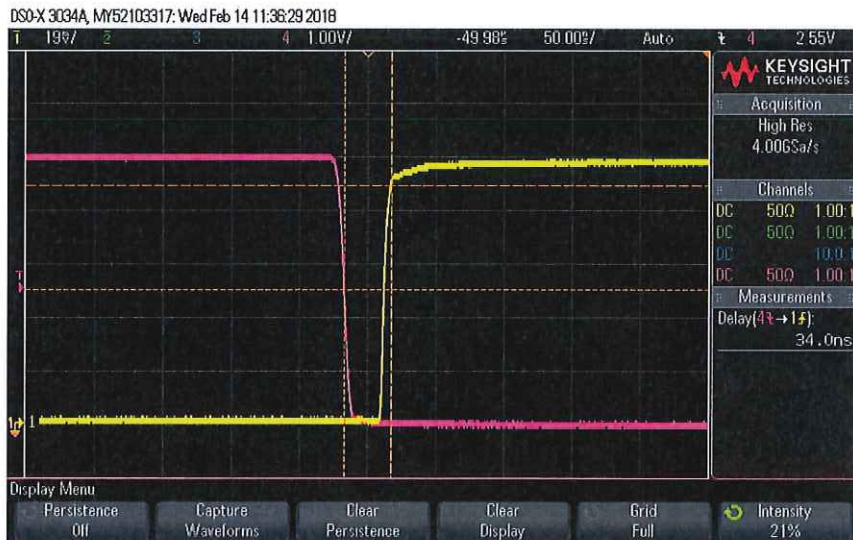 DSO-X 3034A, MY52103317: Wed Feb 14 11:36:29 2018
1 19V/ 2 3 4 1.00V/ -49.98s 50.00s/ Auto 4 2.55V
KEYSIGHT
TECHNOLOGIES
Acquisition
High Res
4.00GSa/s
Channels
DC 50Ω 1.00:1
DC 50Ω 1.00:1
DC 10.0:1
DC 50Ω 1.00:1
Measurements
Delay(4→1):
34.0ns
T
1
Display Menu
Persistence
Off
Capture
Waveforms
Clear
Persistence
Clear
Display
Grid
Full
Intensity
21%